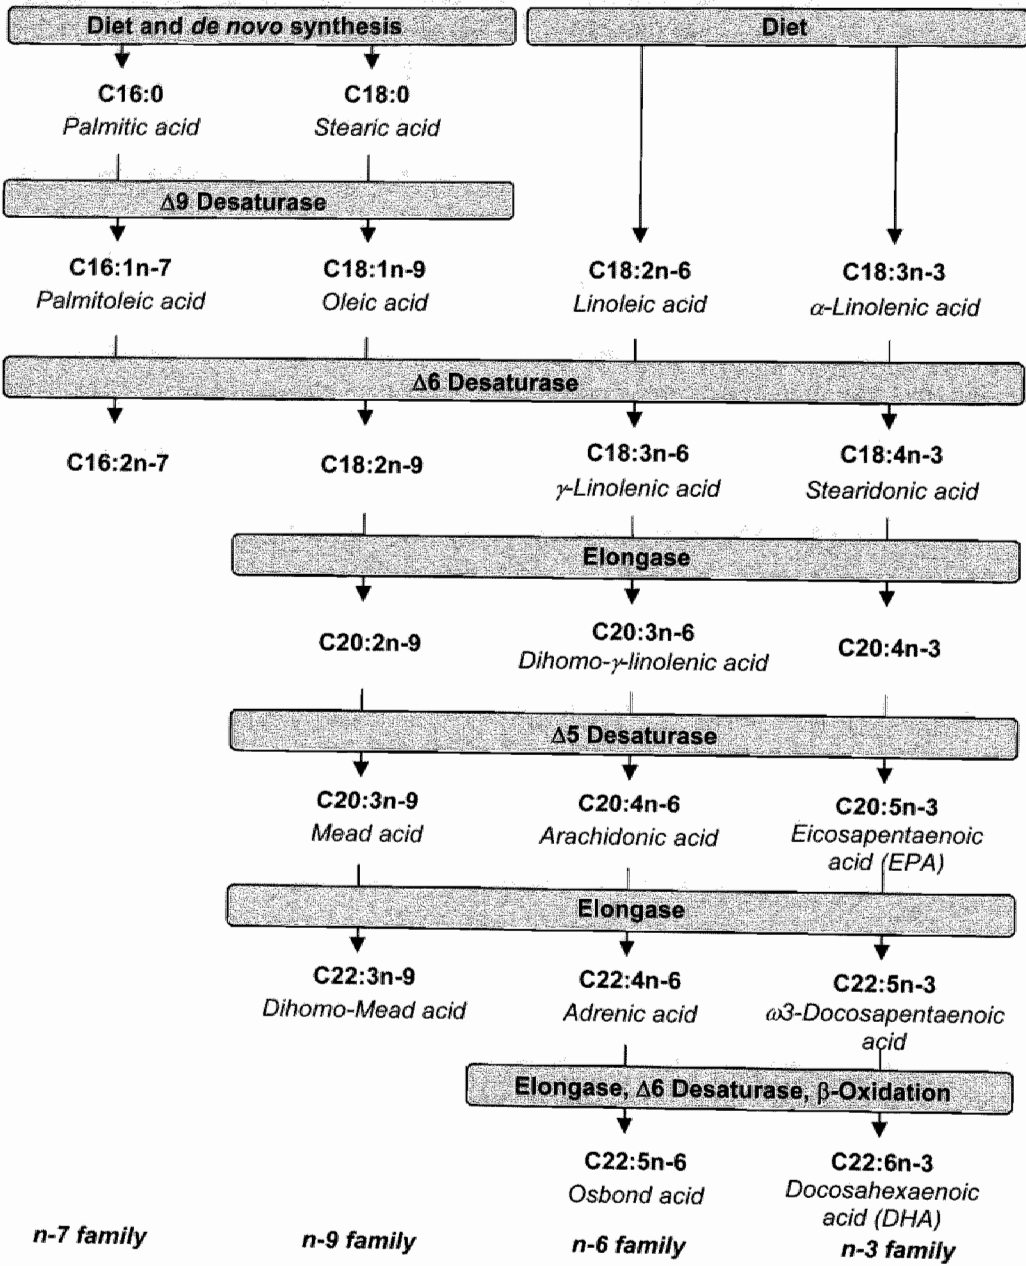 Diet and de novo synthesis
Diet
C16:0
Palmitic acid
C18:0
Stearic acid
Δ9 Desaturase
C16:1n-7
Palmitoleic acid
C18:1n-9
Oleic acid
C18:2n-6
Linoleic acid
C18:3n-3
α-Linolenic acid
Δ6 Desaturase
C16:2n-7
C18:2n-9
C18:3n-6
γ-Linolenic acid
C18:4n-3
Stearidonic acid
Elongase
C20:2n-9
C20:3n-6
Dihomo-γ-linolenic acid
C20:4n-3
Δ5 Desaturase
C20:3n-9
Mead acid
C20:4n-6
Arachidonic acid
C20:5n-3
Eicosapentaenoic
acid (EPA)
Elongase
C22:3n-9
Dihomo-Mead acid
C22:4n-6
Adrenic acid
C22:5n-3
ω3-Docosapentaenoic
acid
Elongase, Δ6 Desaturase, β-Oxidation
C22:5n-6
Osbond acid
C22:6n-3
Docosahexaenoic
acid (DHA)
n-7 family
n-9 family
n-6 family
n-3 family